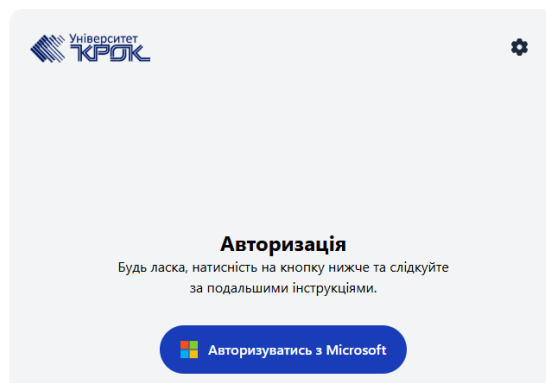 Університет
КРОК
Авторизація
Будь ласка, натисність на кнопку нижче та слідкуйте
за подальшими інструкціями.
Авторизуватись з Microsoft